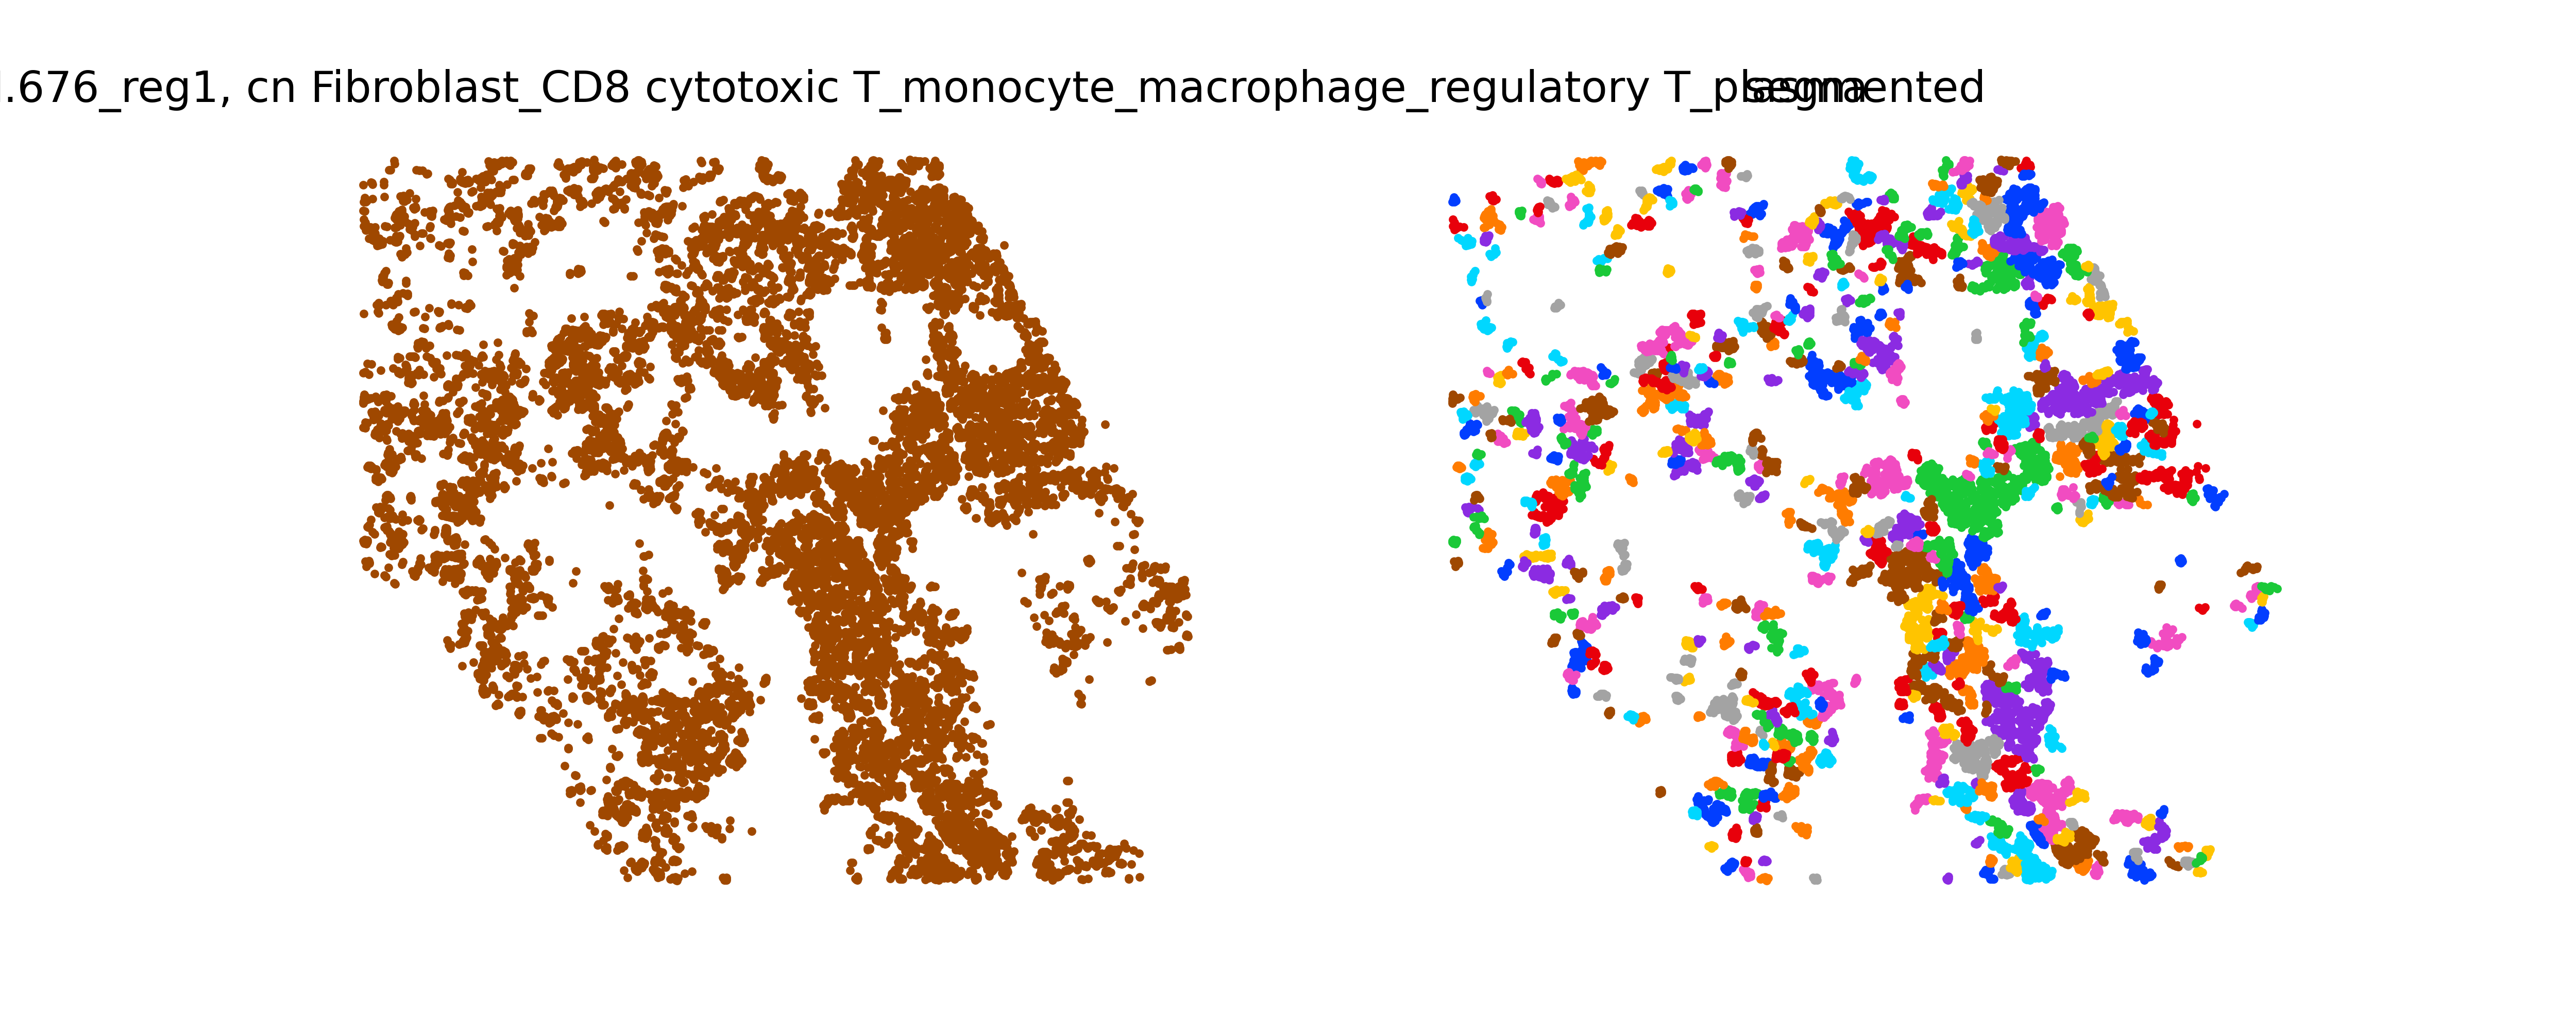 .676_reg1, cn Fibroblast_CD8 cytotoxic T_monocyte_macrophage_regulatory T_plasma
segmented